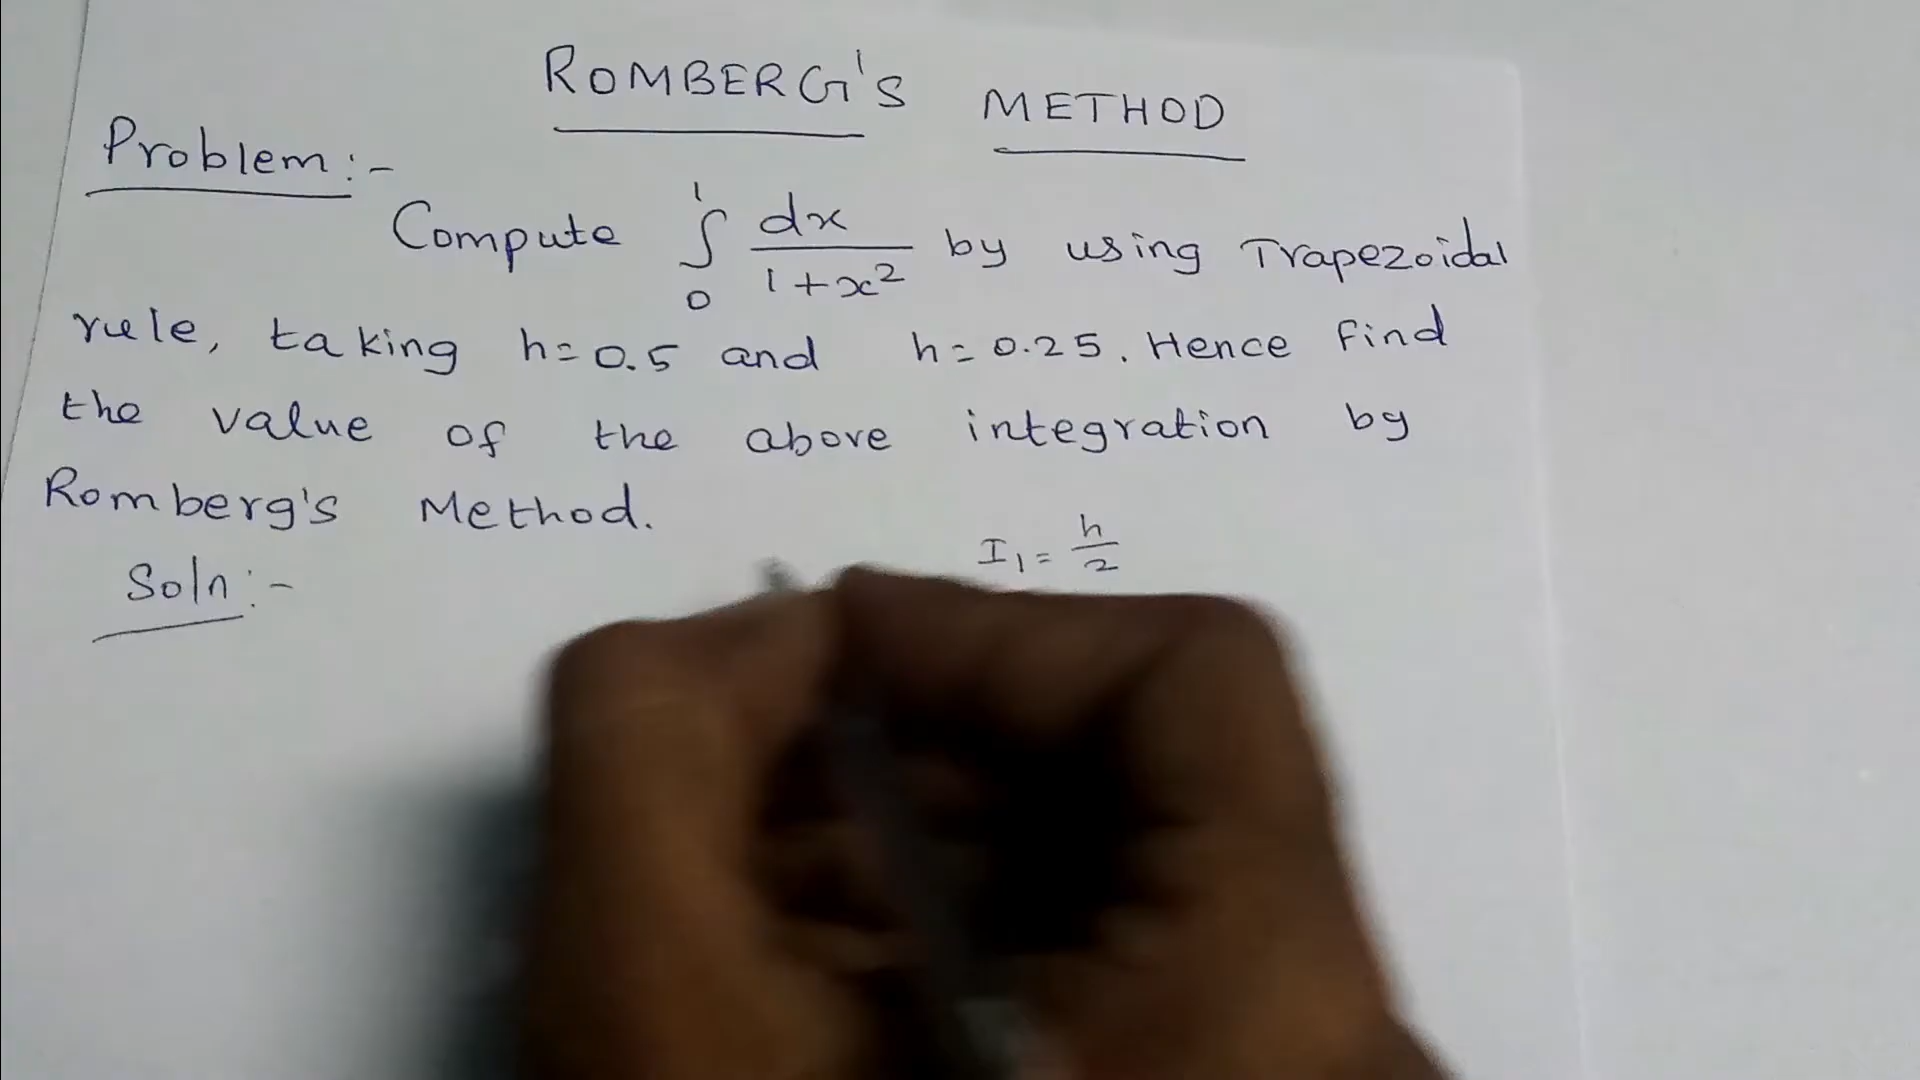 ROMBERG'S METHOD
Problem:-
Compute ∫₀¹ dx/(1+x²) by using Trapezoidal
rule, taking h=0.5 and h=0.25. Hence find
the value of the above integration by
Romberg's Method.
Soln:-
I₁ = h/2